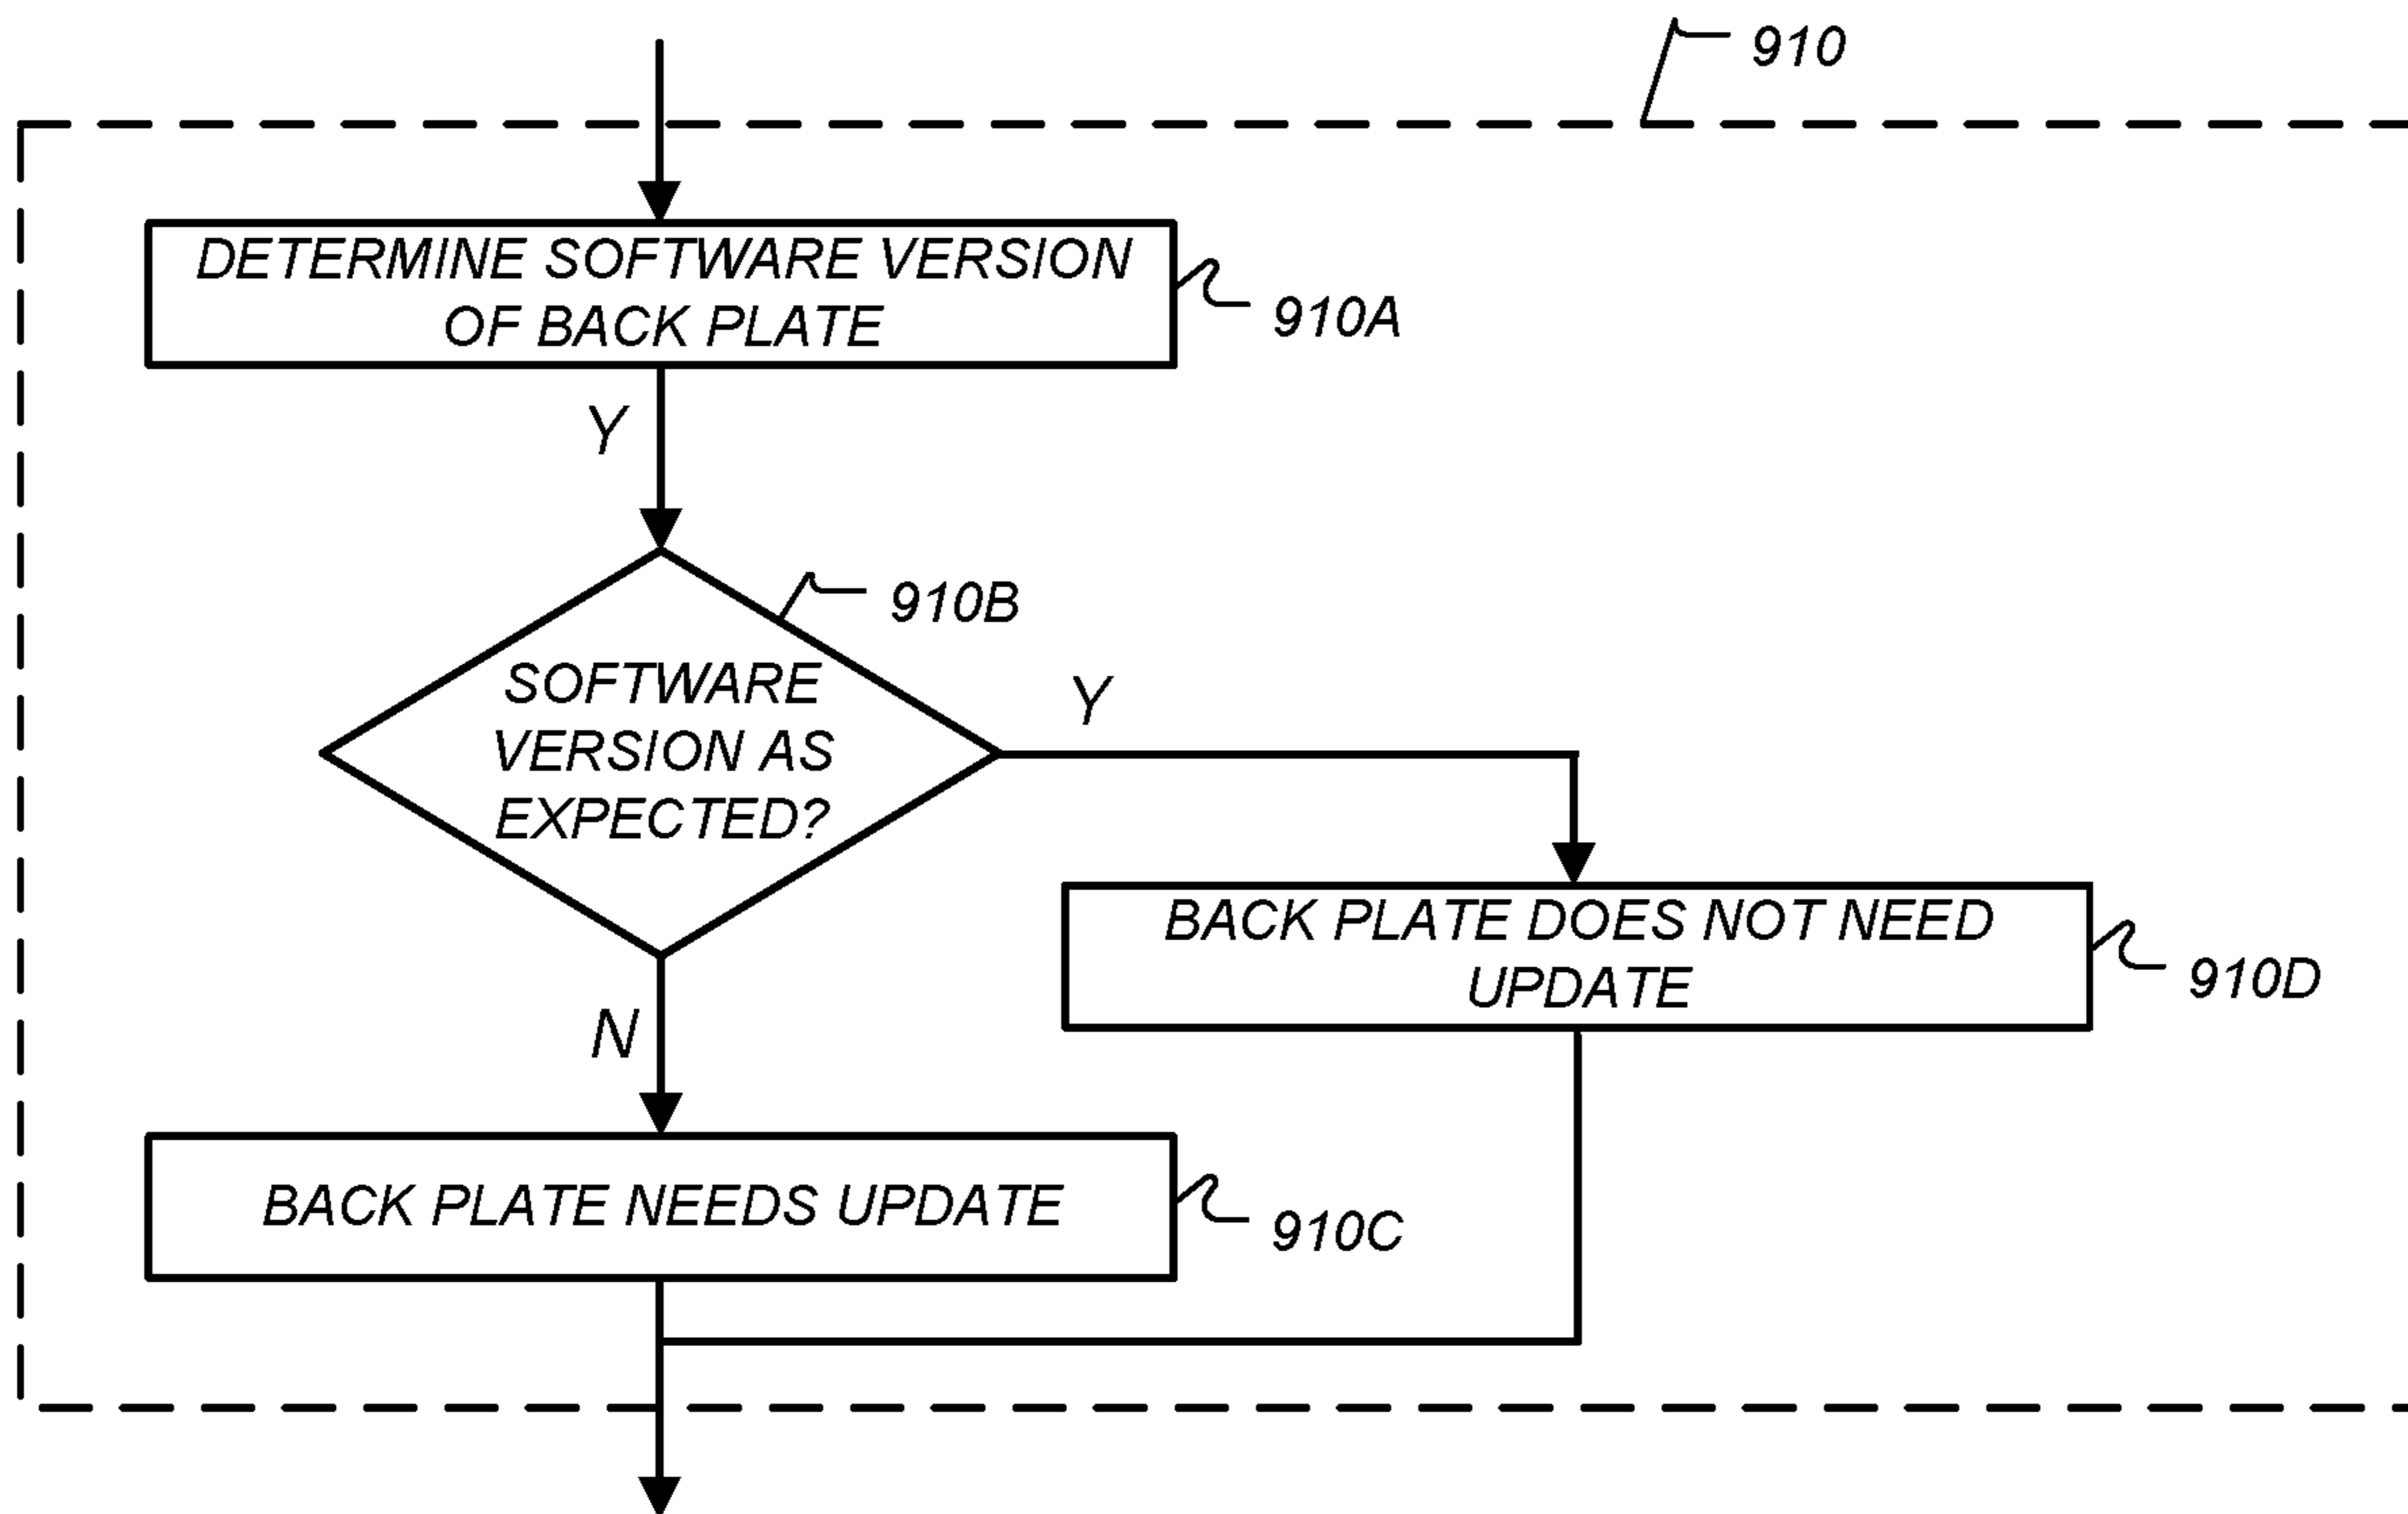 910
DETERMINE SOFTWARE VERSION
OF BACK PLATE
910A
Y
910B
SOFTWARE
VERSION AS
EXPECTED?
Y
BACK PLATE DOES NOT NEED
UPDATE
910D
N
BACK PLATE NEEDS UPDATE
910C